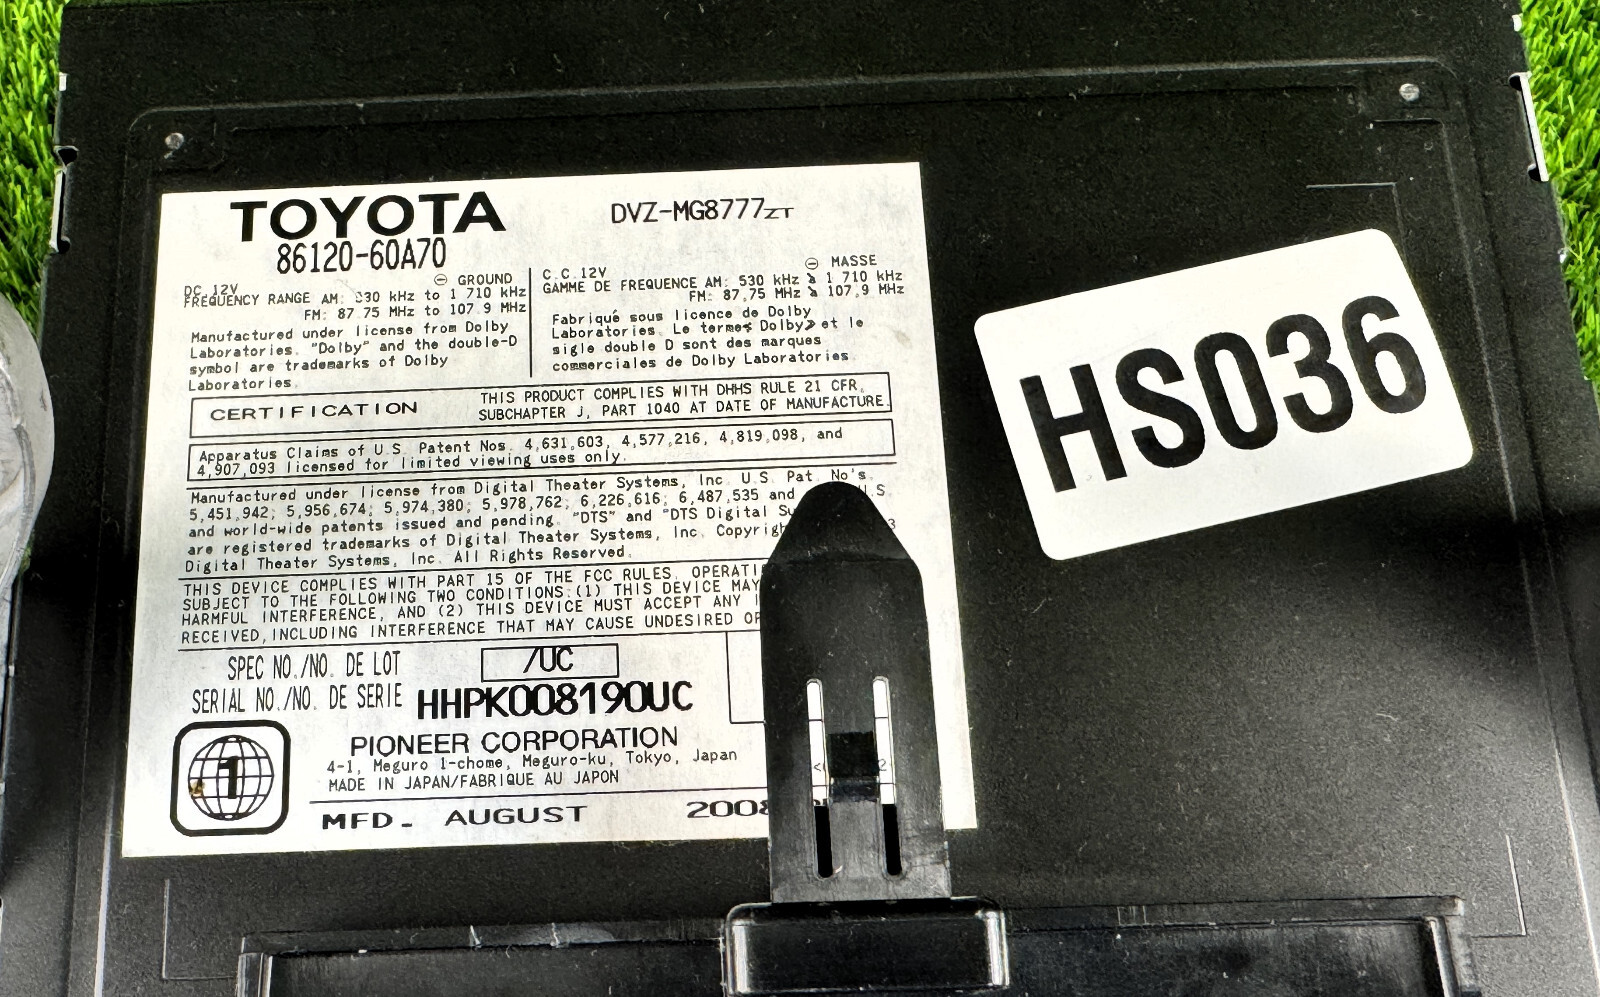 TOYOTA
DVZ-MG8777ZT
86120-60A70
DC 12V ⊖ GROUND
FREQUENCY RANGE AM: 530 kHz to 1 710 kHz
FM: 87.75 MHz to 107.9 MHz
Manufactured under license from Dolby
Laboratories. "Dolby" and the double-D
symbol are trademarks of Dolby
Laboratories.
C.C.12V ⊖ MASSE
GAMME DE FREQUENCE AM: 530 kHz à 1 710 kHz
FM: 87,75 MHz à 107,9 MHz
Fabriqué sous licence de Dolby
Laboratories. Le terme< Dolby> et le
sigle double D sont des marques
commerciales de Dolby Laboratories.
CERTIFICATION
THIS PRODUCT COMPLIES WITH DHHS RULE 21 CFR,
SUBCHAPTER J, PART 1040 AT DATE OF MANUFACTURE.
Apparatus Claims of U.S. Patent Nos. 4,631,603, 4,577,216, 4,819,098, and
4,907,093 licensed for limited viewing uses only.
Manufactured under license from Digital Theater Systems, Inc. U.S. Pat. No's.
5,451,942; 5,956,674; 5,974,380; 5,978,762; 6,226,616; 6,487,535 and U.S.
and world-wide patents issued and pending. "DTS" and "DTS Digital
are registered trademarks of Digital Theater Systems, Inc. 3
Digital Theater Systems, Inc. All Rights Reserved.
THIS DEVICE COMPLIES WITH PART 15 OF THE FCC RULES.
SUBJECT TO THE FOLLOWING TWO CONDITIONS:(1) THIS DEVICE MAY
HARMFUL INTERFERENCE, AND (2) THIS DEVICE MUST ACCEPT ANY
RECEIVED, INCLUDING INTERFERENCE THAT MAY CAUSE UNDESIRED
SPEC NO./NO. DE LOT /UC
SERIAL NO./NO. DE SERIE HHPK008190UC
1
PIONEER CORPORATION
4-1, Meguro 1-chome, Meguro-ku, Tokyo, Japan
MADE IN JAPAN/FABRIQUE AU JAPON
MFD. AUGUST 2008
HS036